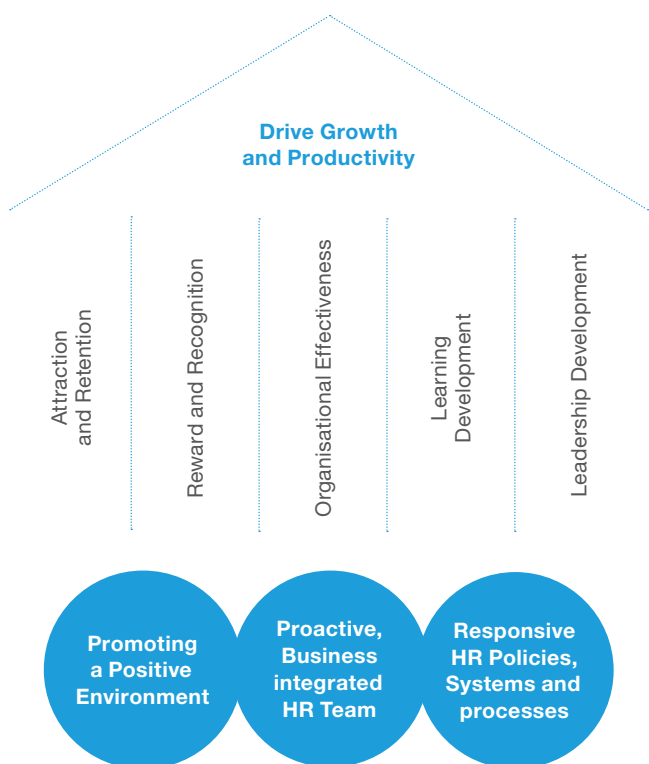 Drive Growth
and Productivity
Attraction
and Retention
Reward and Recognition
Organisational Effectiveness
Learning
Development
Leadership Development
Promoting
a Positive
Environment
Proactive,
Business
integrated
HR Team
Responsive
HR Policies,
Systems and
processes